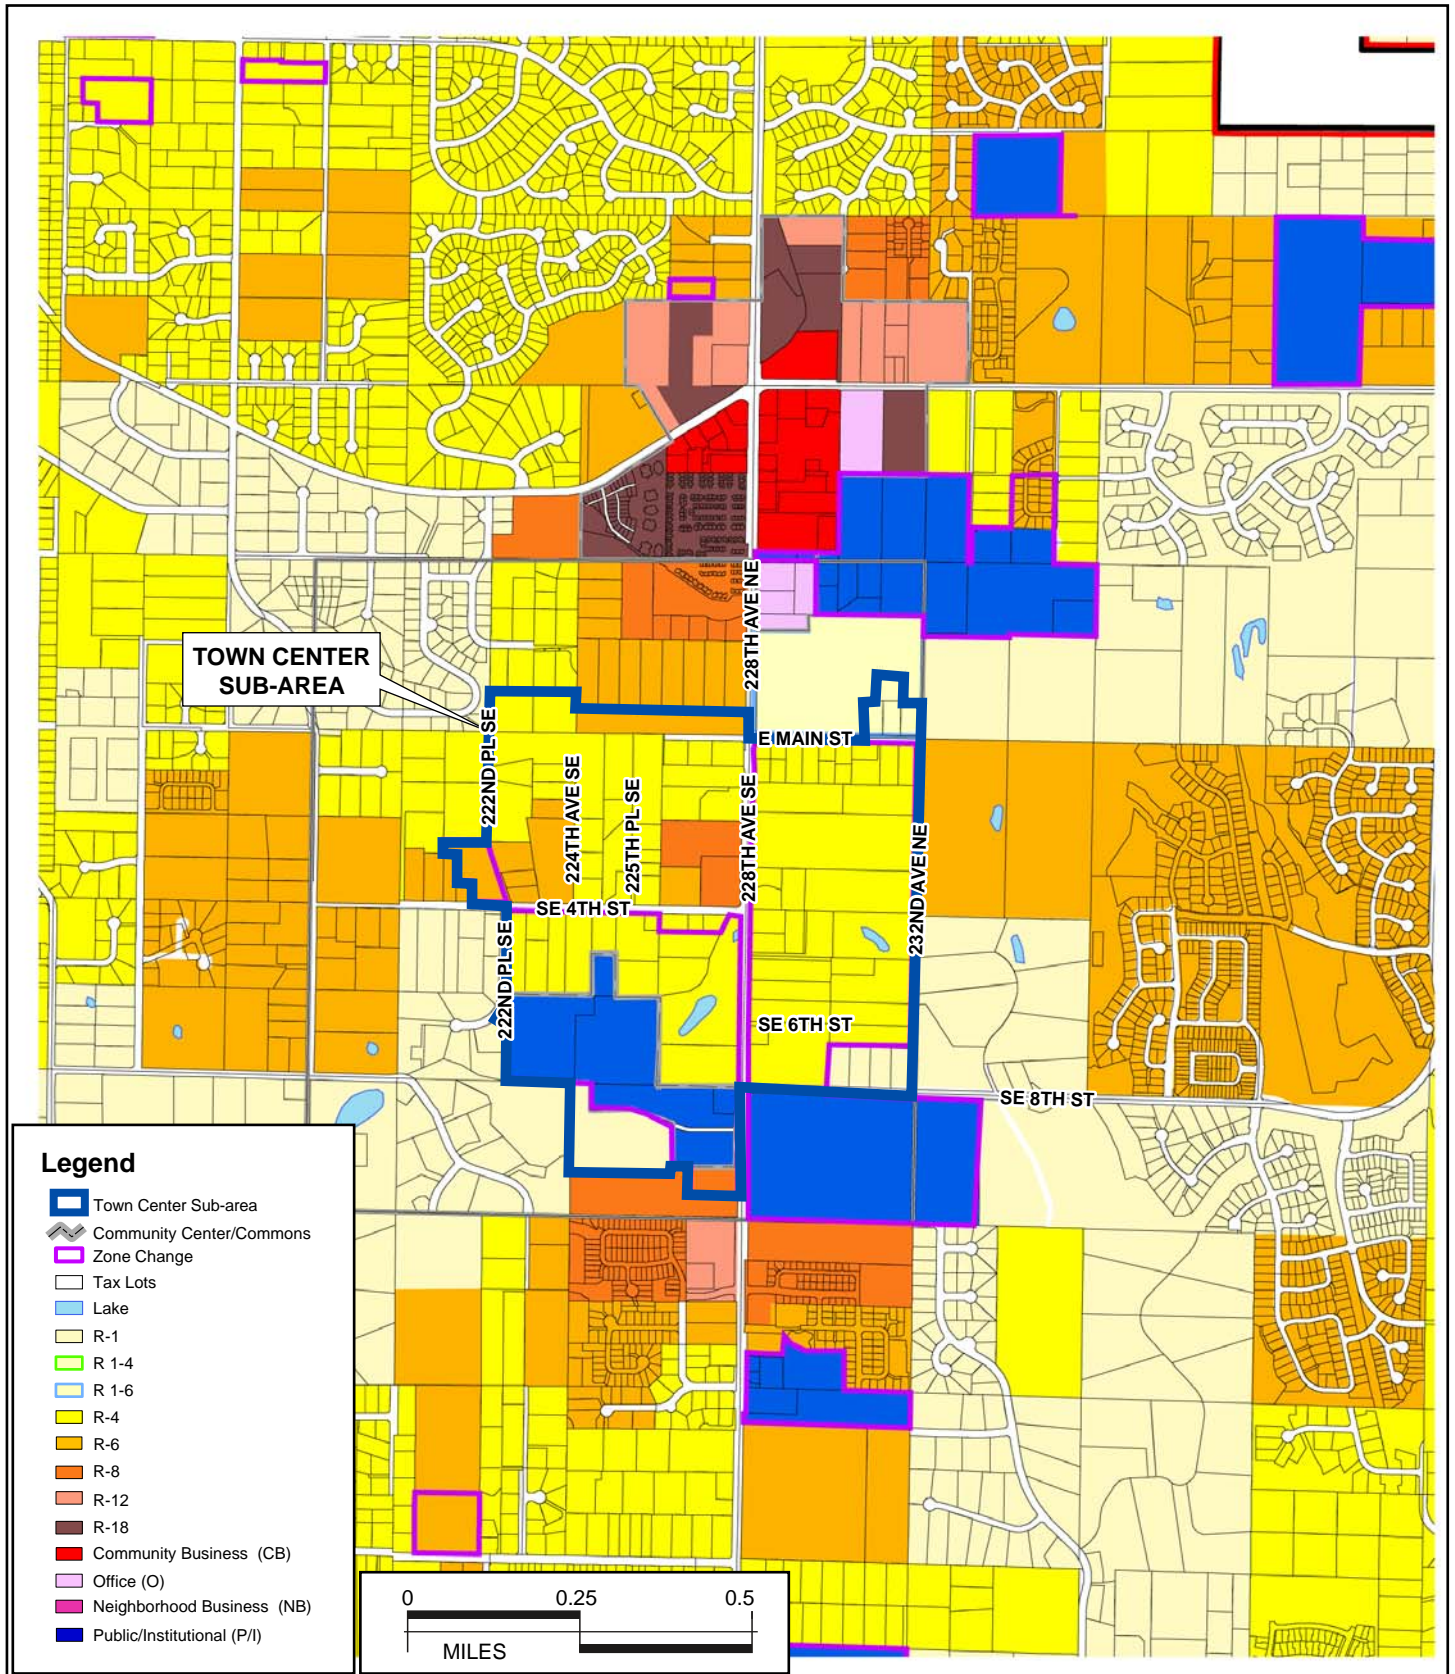 TOWN CENTER
SUB-AREA
228TH AVE NE
E MAIN ST
222ND PL SE
224TH AVE SE
225TH PL SE
228TH AVE SE
232ND AVE NE
SE 4TH ST
222ND PL SE
SE 6TH ST
SE 8TH ST
Legend
Town Center Sub-area
Community Center/Commons
Zone Change
Tax Lots
Lake
R-1
R 1-4
R 1-6
R-4
R-6
R-8
R-12
R-18
Community Business (CB)
Office (O)
Neighborhood Business (NB)
Public/Institutional (P/I)
0 0.25 0.5
MILES